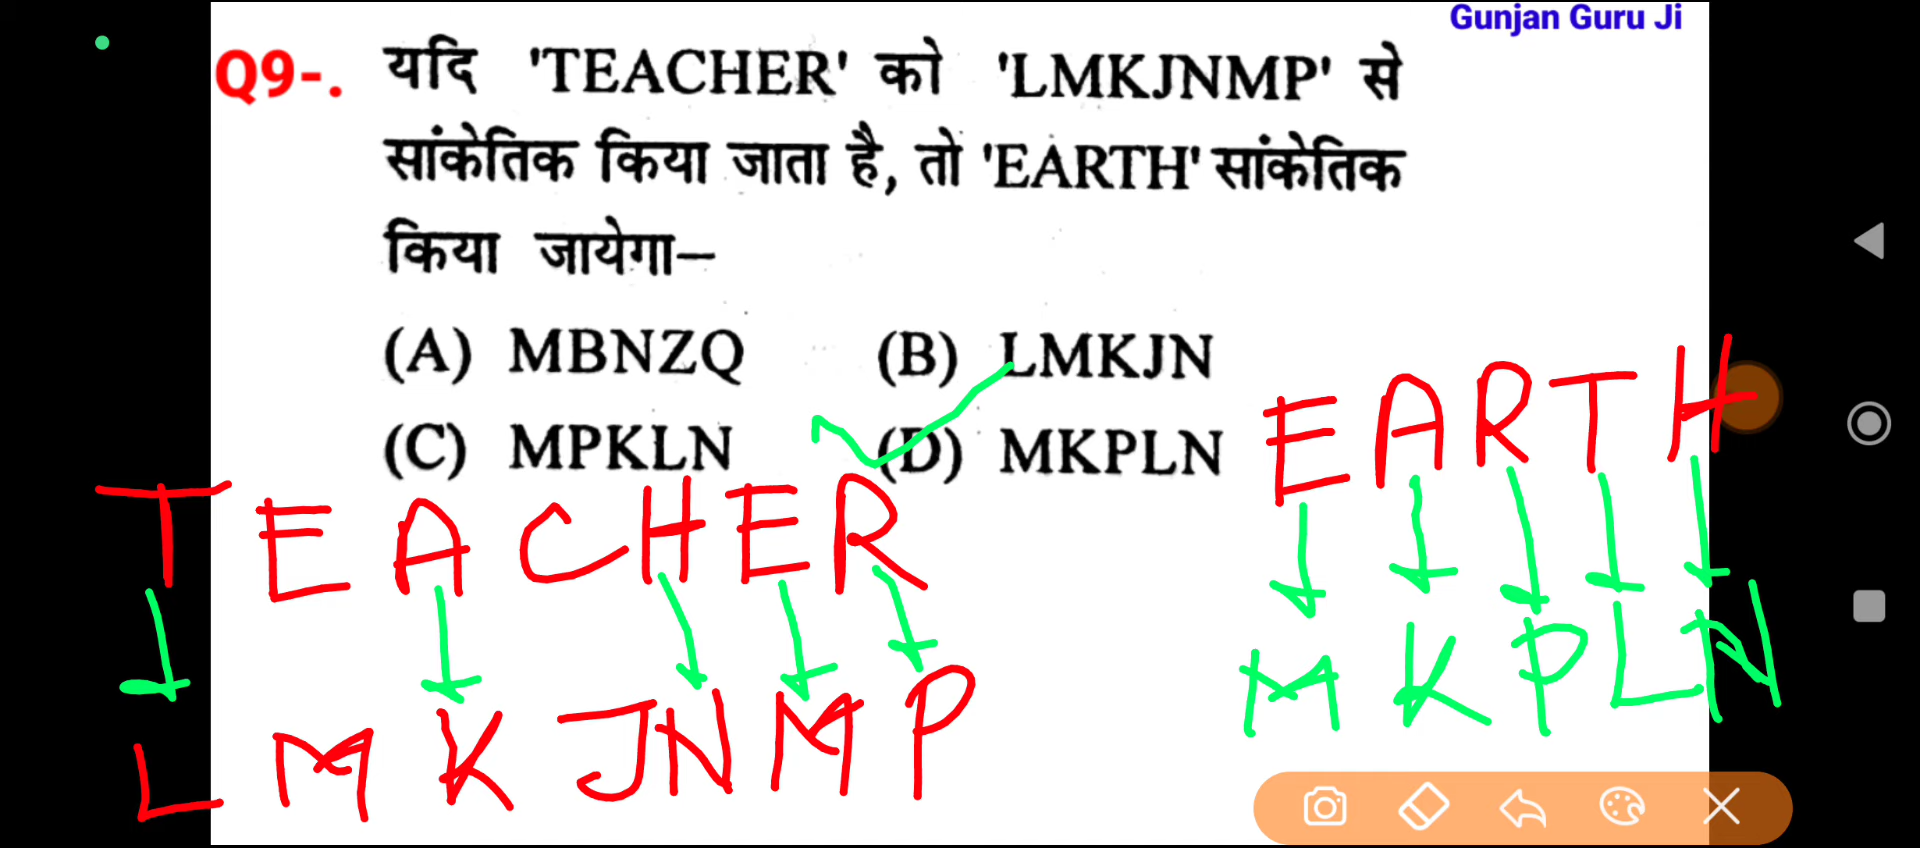 Gunjan Guru Ji
Q9-. यदि 'TEACHER' को 'LMKJNMP' से
सांकेतिक किया जाता है, तो 'EARTH' सांकेतिक
किया जायेगा–
(A) MBNZQ (B) LMKJN
(C) MPKLN (D) MKPLN
EARTH
TEACHER
MKPLN
LMKJNMP